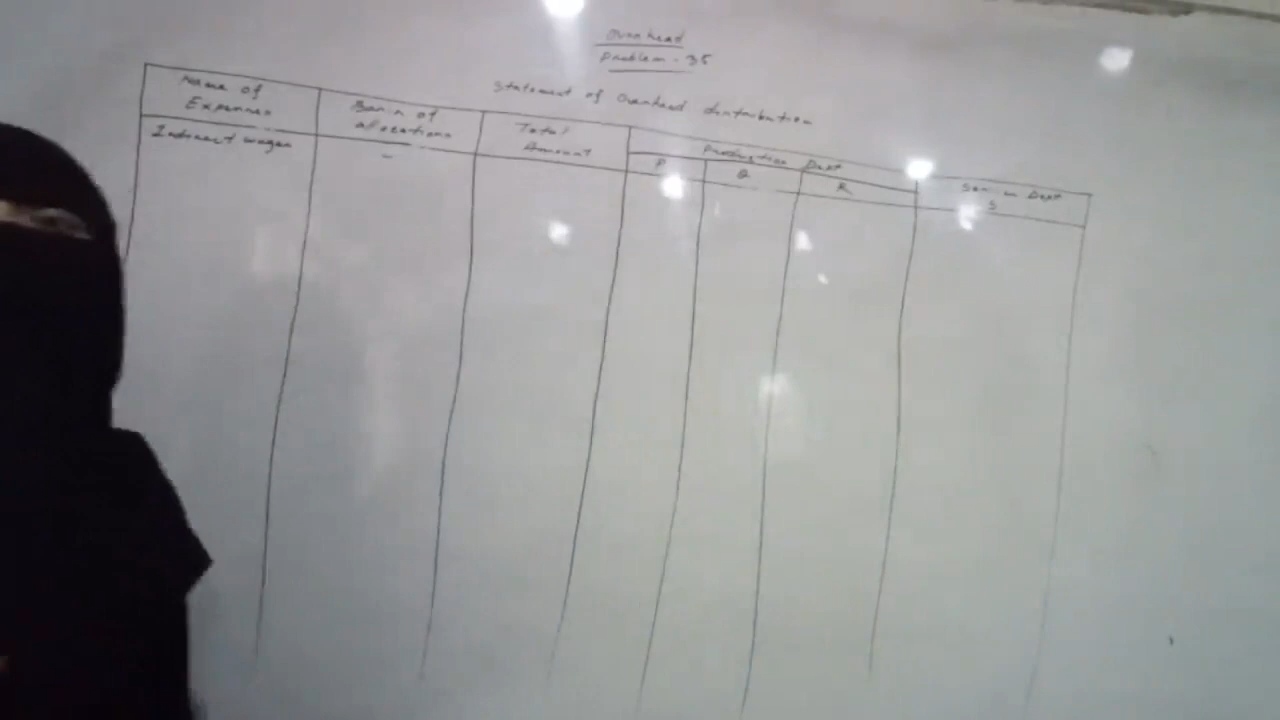 Overhead
Problem - 35
Statement of Overhead distribution
Name of
Expenses
Basis of
allocations
Total
Amount
Production Dept
P
Q
R
Service Dept
S
Indirect wages
-